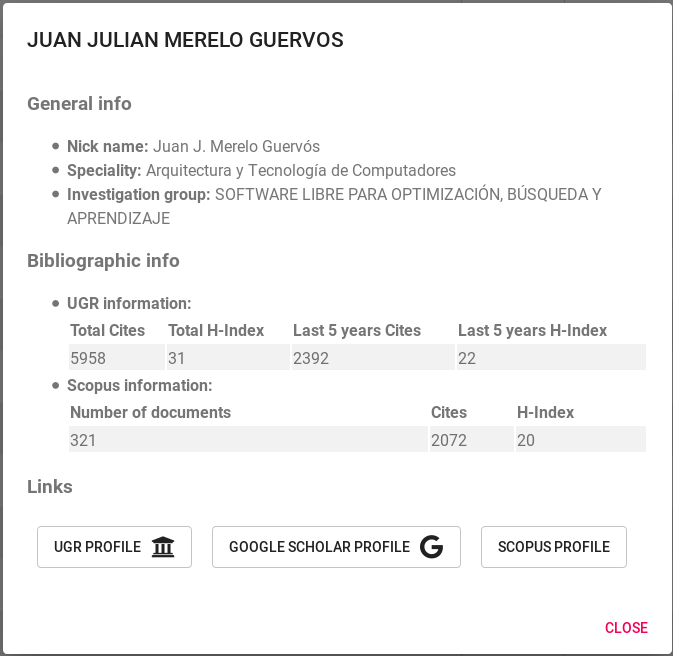 JUAN JULIAN MERELO GUERVOS
General info
Nick name: Juan J. Merelo Guervós
Speciality: Arquitectura y Tecnología de Computadores
Investigation group: SOFTWARE LIBRE PARA OPTIMIZACIÓN, BÚSQUEDA Y
APRENDIZAJE
Bibliographic info
UGR information:
Total Cites Total H-Index Last 5 years Cites Last 5 years H-Index
5958 31 2392 22
Scopus information:
Number of documents Cites H-Index
321 2072 20
Links
UGR PROFILE GOOGLE SCHOLAR PROFILE SCOPUS PROFILE
CLOSE